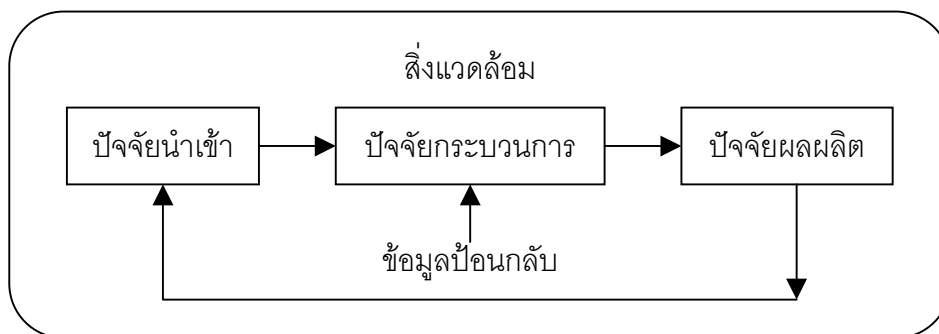 สิ่งแวดล้อม
ปัจจัยนำเข้า
ปัจจัยกระบวนการ
ปัจจัยผลผลิต
ข้อมูลป้อนกลับ